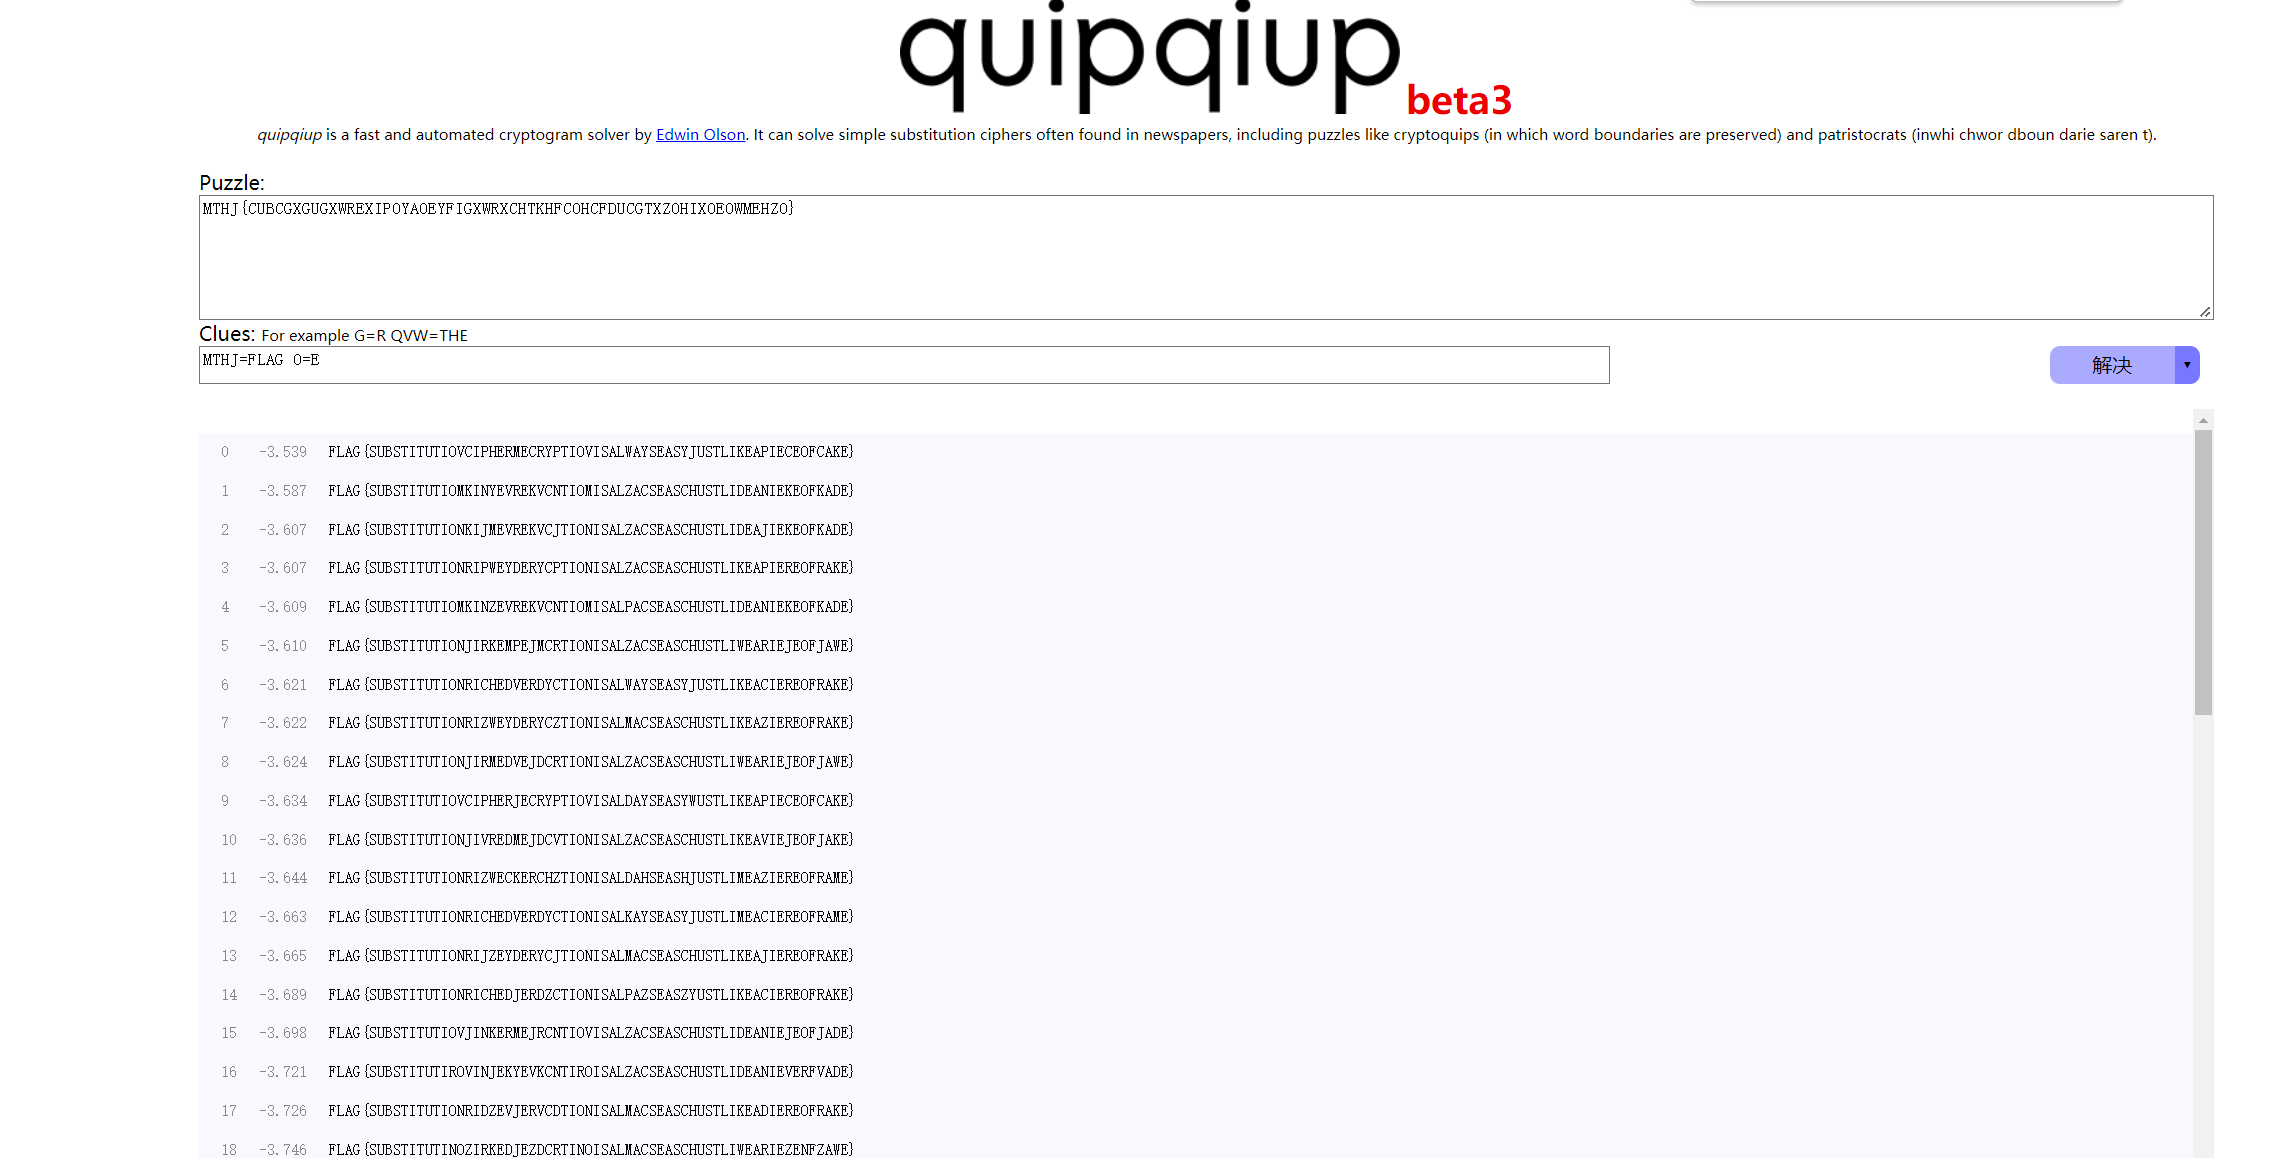 quipqiup beta3
quipqiup is a fast and automated cryptogram solver by Edwin Olson. It can solve simple substitution ciphers often found in newspapers, including puzzles like cryptoquips (in which word boundaries are preserved) and patristocrats (inwhi chwor dboun darie saren t).
Puzzle:
MTHJ{CUBCGXGUGXWREXIPOYAOEYFIGXWRXCHTKHFCOHCFDUCGTXZOHIXOEOWMEHZO}
Clues: For example G=R QVW=THE
MTHJ=FLAG O=E
解决 ▼
0 -3.539 FLAG{SUBSTITUTIOVCIPHERMECRYPTIOVISALWAYSEASYJUSTLIKEAPIECEOFCAKE}
1 -3.587 FLAG{SUBSTITUTIOMKINYEVREKVCNTIOMISALZACSEASCHUSTLIDEANIEKEOFKADE}
2 -3.607 FLAG{SUBSTITUTIONKIJMEVREKVCJTIONISALZACSEASCHUSTLIDEAJIEKEOFKADE}
3 -3.607 FLAG{SUBSTITUTIONRIPWEYDERYCPTIONISALZACSEASCHUSTLIKEAPIEREOFRAKE}
4 -3.609 FLAG{SUBSTITUTIOMKINZEVREKVCNTIOMISALPACSEASCHUSTLIDEANIEKEOFKADE}
5 -3.610 FLAG{SUBSTITUTIONJIRKEMPEJMCRTIONISALZACSEASCHUSTLIWEARIEJEOFJAWE}
6 -3.621 FLAG{SUBSTITUTIONRICHEDVERDYCTIONISALWAYSEASYJUSTLIKEACIEREOFRAKE}
7 -3.622 FLAG{SUBSTITUTIONRIZWEYDERYCZTIONISALMACSEASCHUSTLIKEAZIEREOFRAKE}
8 -3.624 FLAG{SUBSTITUTIONJIRMEDVEJDCRTIONISALZACSEASCHUSTLIWEARIEJEOFJAWE}
9 -3.634 FLAG{SUBSTITUTIOVCIPHERJECRYPTIOVISALDAYSEASYWUSTLIKEAPIECEOFCAKE}
10 -3.636 FLAG{SUBSTITUTIONJIVREDMEJDCVTIONISALZACSEASCHUSTLIKEAVIEJEOFJAKE}
11 -3.644 FLAG{SUBSTITUTIONRIZWECKERCHZTIONISALDAHSEASHJUSTLIMEAZIEREOFRAME}
12 -3.663 FLAG{SUBSTITUTIONRICHEDVERDYCTIONISALKAYSEASYJUSTLIMEACIEREOFRAME}
13 -3.665 FLAG{SUBSTITUTIONRIJZEYDERYCJTIONISALMACSEASCHUSTLIKEAJIEREOFRAKE}
14 -3.689 FLAG{SUBSTITUTIONRICHEDJERDZCTIONISALPAZSEASZYUSTLIKEACIEREOFRAKE}
15 -3.698 FLAG{SUBSTITUTIOVJINKERMEJRCNTIOVISALZACSEASCHUSTLIDEANIEJEOFJADE}
16 -3.721 FLAG{SUBSTITUTIROVINJEKYEVKCNTIROISALZACSEASCHUSTLIDEANIEVERFVADE}
17 -3.726 FLAG{SUBSTITUTIONRIDZEVJERVCDTIONISALMACSEASCHUSTLIKEADIEREOFRAKE}
18 -3.746 FLAG{SUBSTITUTINOZIRKEDJEZDCRTINOISALMACSEASCHUSTLIWEARIEZENFZAWE}